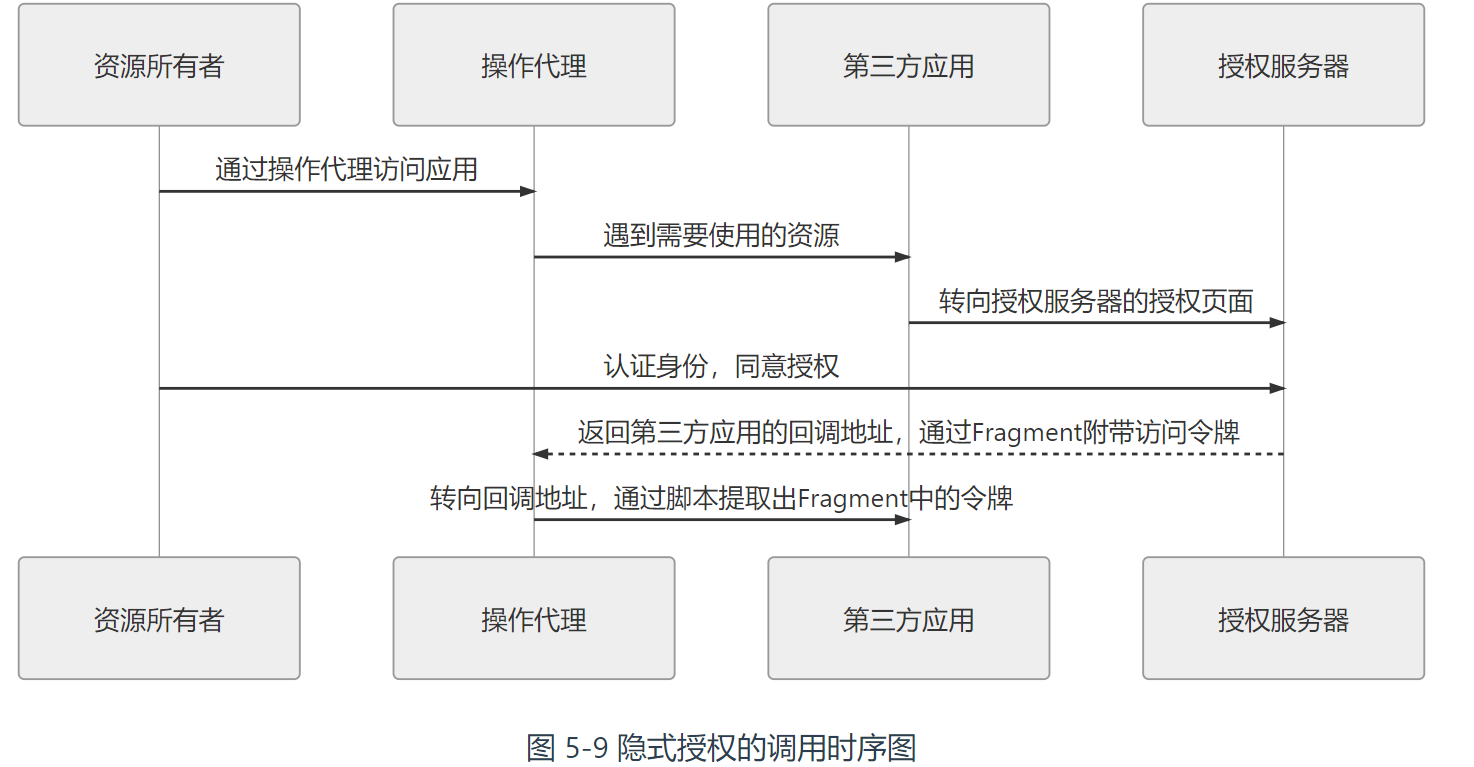 资源所有者
操作代理
第三方应用
授权服务器
通过操作代理访问应用
遇到需要使用的资源
转向授权服务器的授权页面
认证身份，同意授权
返回第三方应用的回调地址，通过Fragment附带访问令牌
转向回调地址，通过脚本提取出Fragment中的令牌
资源所有者
操作代理
第三方应用
授权服务器
图 5-9 隐式授权的调用时序图